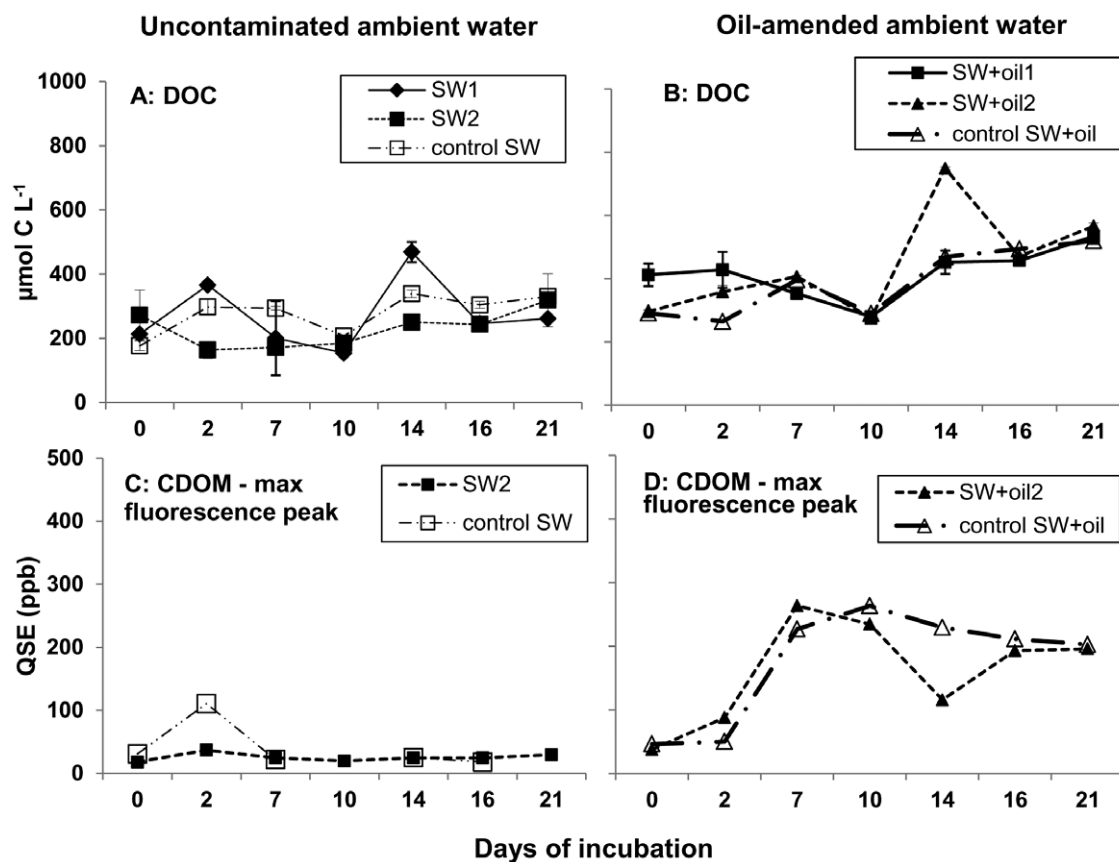 Uncontaminated ambient water
Oil-amended ambient water
A: DOC
SW1
SW2
control SW
B: DOC
SW+oil1
SW+oil2
control SW+oil
µmol C L⁻¹
1000
800
600
400
200
0
0 2 7 10 14 16 21
0 2 7 10 14 16 21
C: CDOM - max
fluorescence peak
SW2
control SW
D: CDOM - max
fluorescence peak
SW+oil2
control SW+oil
QSE (ppb)
500
400
300
200
100
0
0 2 7 10 14 16 21
0 2 7 10 14 16 21
Days of incubation